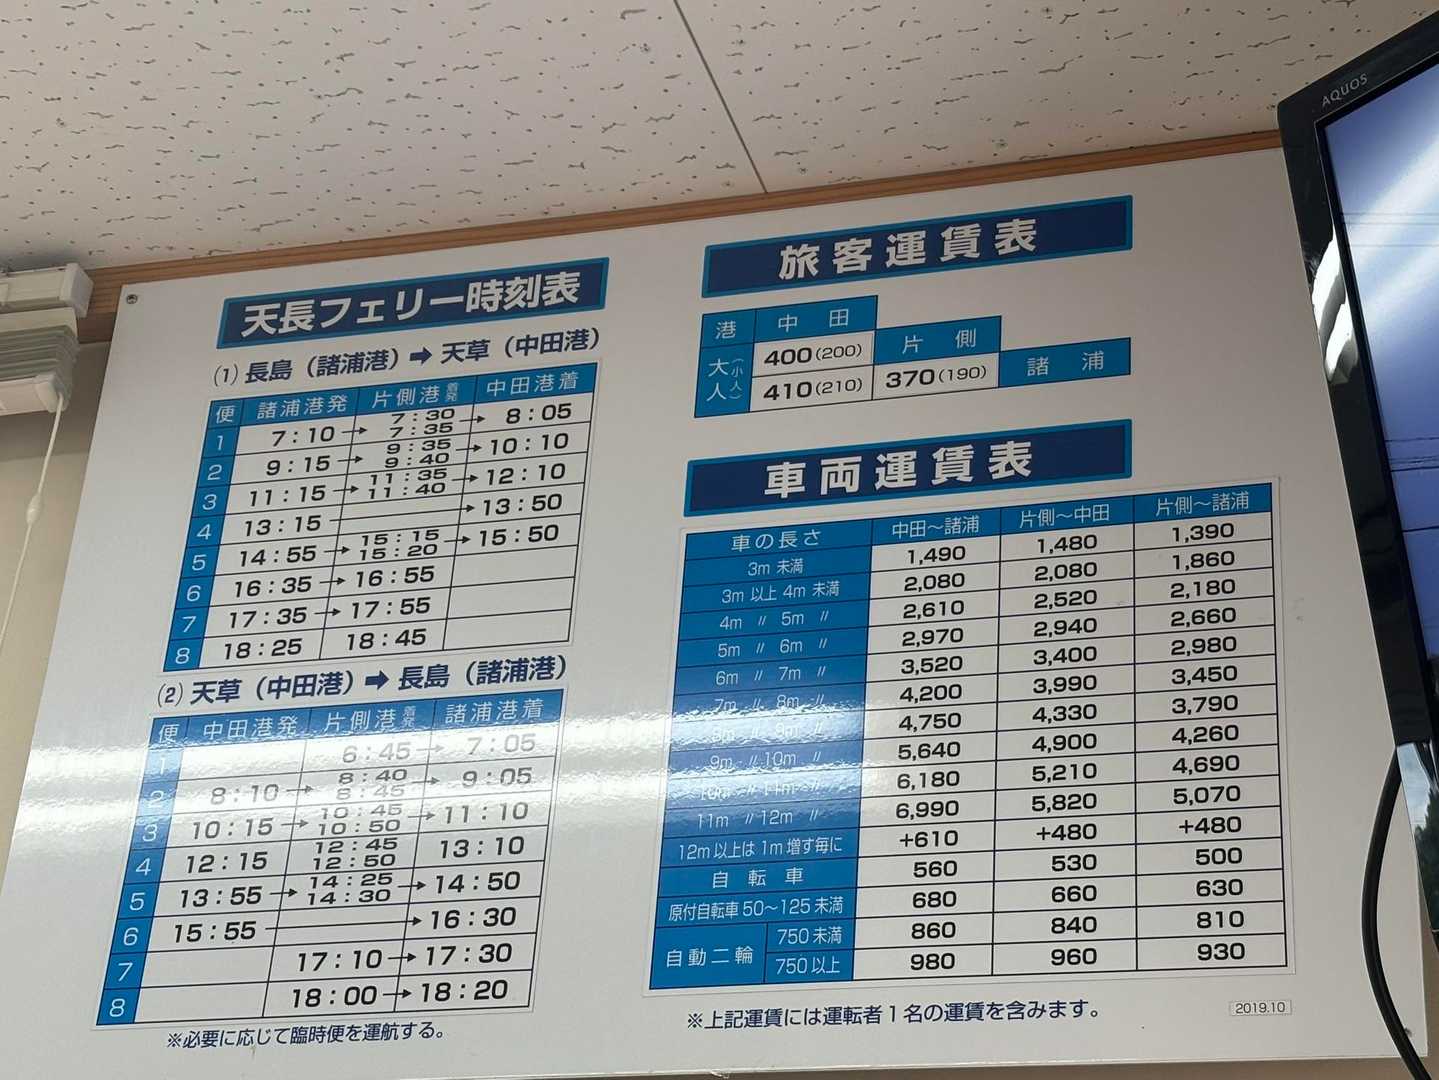 AQUOS
天長フェリー時刻表
(1) 長島（諸浦港）➡ 天草（中田港）
便 諸浦港発 片側港 着発 中田港着
1 7：10 → 7：30 7：35 → 8：05
2 9：15 → 9：35 9：40 → 10：10
3 11：15 → 11：35 11：40 → 12：10
4 13：15 → 13：50
5 14：55 → 15：15 15：20 → 15：50
6 16：35 → 16：55
7 17：35 → 17：55
8 18：25 18：45
(2) 天草（中田港）➡ 長島（諸浦港）
便 中田港発 片側港 着発 諸浦港着
1 6：45 → 7：05
2 8：10 → 8：40 8：45 → 9：05
3 10：15 → 10：45 10：50 → 11：10
4 12：15 12：45 12：50 13：10
5 13：55 → 14：25 14：30 → 14：50
6 15：55 → 16：30
7 17：10 → 17：30
8 18：00 → 18：20
※必要に応じて臨時便を運航する。
旅客運賃表
港 中田
大人（小人） 400(200) 片側
410(210) 370(190) 諸浦
車両運賃表
車の長さ 中田～諸浦 片側～中田 片側～諸浦
3m 未満 1,490 1,480 1,390
3m 以上 4m 未満 2,080 2,080 1,860
4m 〃 5m 〃 2,610 2,520 2,180
5m 〃 6m 〃 2,970 2,940 2,660
6m 〃 7m 〃 3,520 3,400 2,980
7m 〃 8m 〃 4,200 3,990 3,450
8m 〃 9m 〃 4,750 4,330 3,790
9m 〃 10m 〃 5,640 4,900 4,260
10m 〃 11m 〃 6,180 5,210 4,690
11m 〃 12m 〃 6,990 5,820 5,070
12m 以上は 1m 増す毎に +610 +480 +480
自転車 560 530 500
原付自転車 50～125 未満 680 660 630
自動二輪 750 未満 860 840 810
750 以上 980 960 930
※上記運賃には運転者１名の運賃を含みます。
2019.10